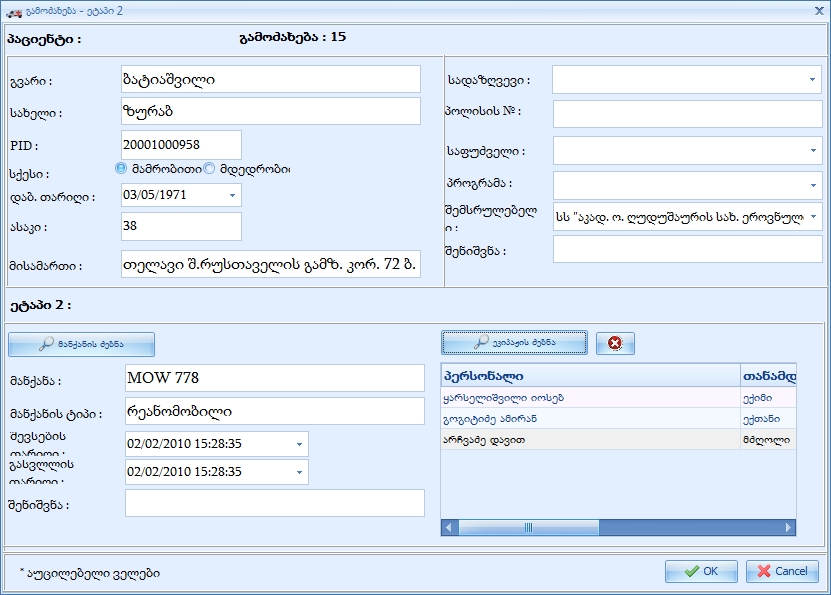 გამოძახება - ეტაპი 2
პაციენტი :
გამოძახება : 15
გვარი :
ბატიაშვილი
სახელი :
ზურაბ
PID :
20001000958
სქესი :
მამრობითი
მდედრობი
დაბ. თარიღი :
03/05/1971
ასაკი :
38
მისამართი :
თელავი შ.რუსთაველის გამზ. კორ. 72 ბ.
სადაზღვევი :
პოლისის № :
საფუძველი :
პროგრამა :
შემსრულებელ
ი :
სს "აკად. ო. ღუდუშაურის სახ. ეროვნულ
შენიშვნა :
ეტაპი 2 :
მანქანის ძებნა
მანქანა :
MOW 778
მანქანის ტიპი :
რეანომობილი
შევსების
თარიღი :
02/02/2010 15:28:35
გასვლლის
თარიღი :
02/02/2010 15:28:35
შენიშვნა :
ეკიპაჟის ძებნა
პერსონალი
თანამდ
ყარსელიშვილი იოსებ
ექიმი
გოგიტიძე ამირან
ექთანი
არჩვაძე დავით
მძღოლი
* აუცილებელი ველები
OK
Cancel